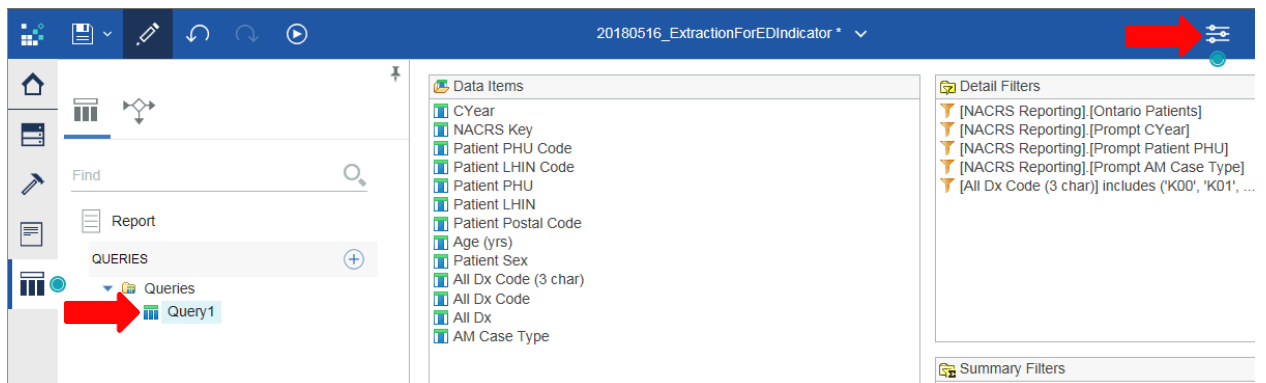 20180516_ExtractionForEDIndicator *
Find
Report
QUERIES
Queries
Query1
Data Items
CYear
NACRS Key
Patient PHU Code
Patient LHIN Code
Patient PHU
Patient LHIN
Patient Postal Code
Age (yrs)
Patient Sex
All Dx Code (3 char)
All Dx Code
All Dx
AM Case Type
Detail Filters
[NACRS Reporting].[Ontario Patients]
[NACRS Reporting].[Prompt CYear]
[NACRS Reporting].[Prompt Patient PHU]
[NACRS Reporting].[Prompt AM Case Type]
[All Dx Code (3 char)] includes ('K00', 'K01', ...
Summary Filters